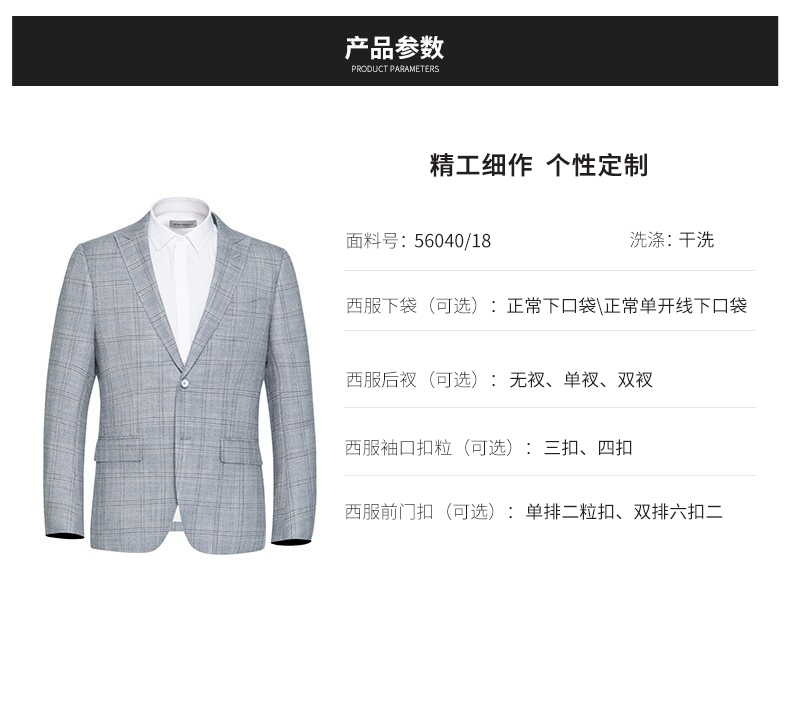 产品参数
PRODUCT PARAMETERS
精工细作 个性定制
面料号：56040/18 洗涤：干洗
西服下袋（可选）：正常下口袋\正常单开线下口袋
西服后衩（可选）：无衩、单衩、双衩
西服袖口扣粒（可选）：三扣、四扣
西服前门扣（可选）：单排二粒扣、双排六扣二